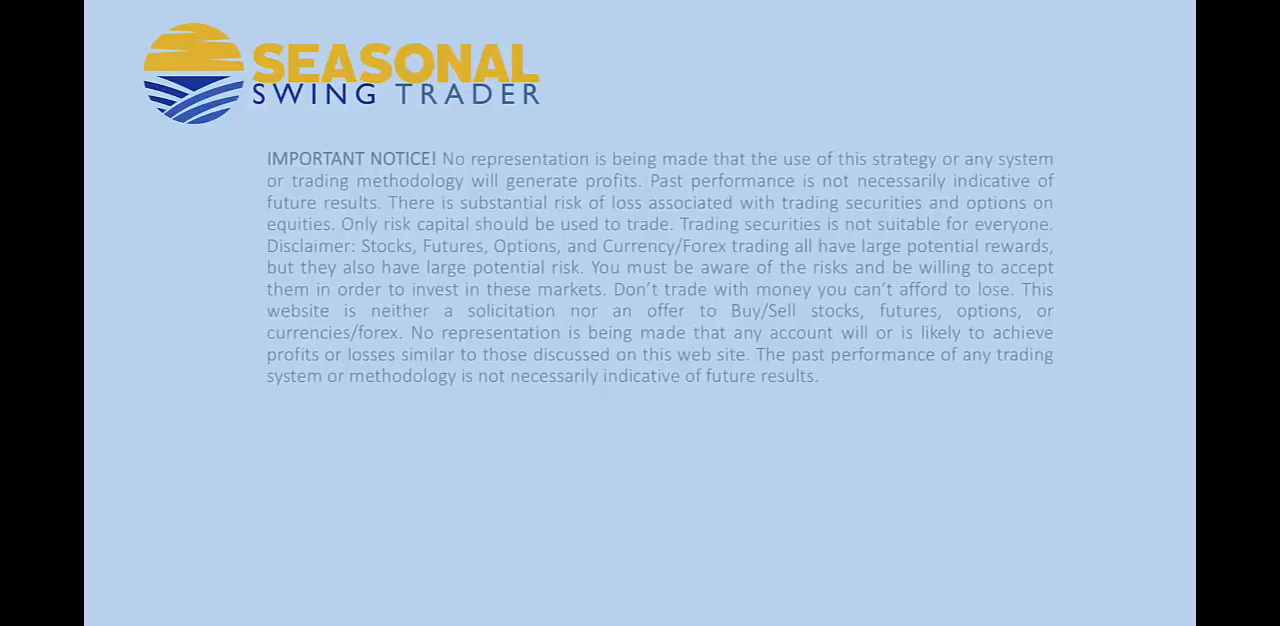 SEASONAL
SWING TRADER
IMPORTANT NOTICE! No representation is being made that the use of this strategy or any system
or trading methodology will generate profits. Past performance is not necessarily indicative of
future results. There is substantial risk of loss associated with trading securities and options on
equities. Only risk capital should be used to trade. Trading securities is not suitable for everyone.
Disclaimer: Stocks, Futures, Options, and Currency/Forex trading all have large potential rewards,
but they also have large potential risk. You must be aware of the risks and be willing to accept
them in order to invest in these markets. Don’t trade with money you can’t afford to lose. This
website is neither a solicitation nor an offer to Buy/Sell stocks, futures, options, or
currencies/forex. No representation is being made that any account will or is likely to achieve
profits or losses similar to those discussed on this web site. The past performance of any trading
system or methodology is not necessarily indicative of future results.